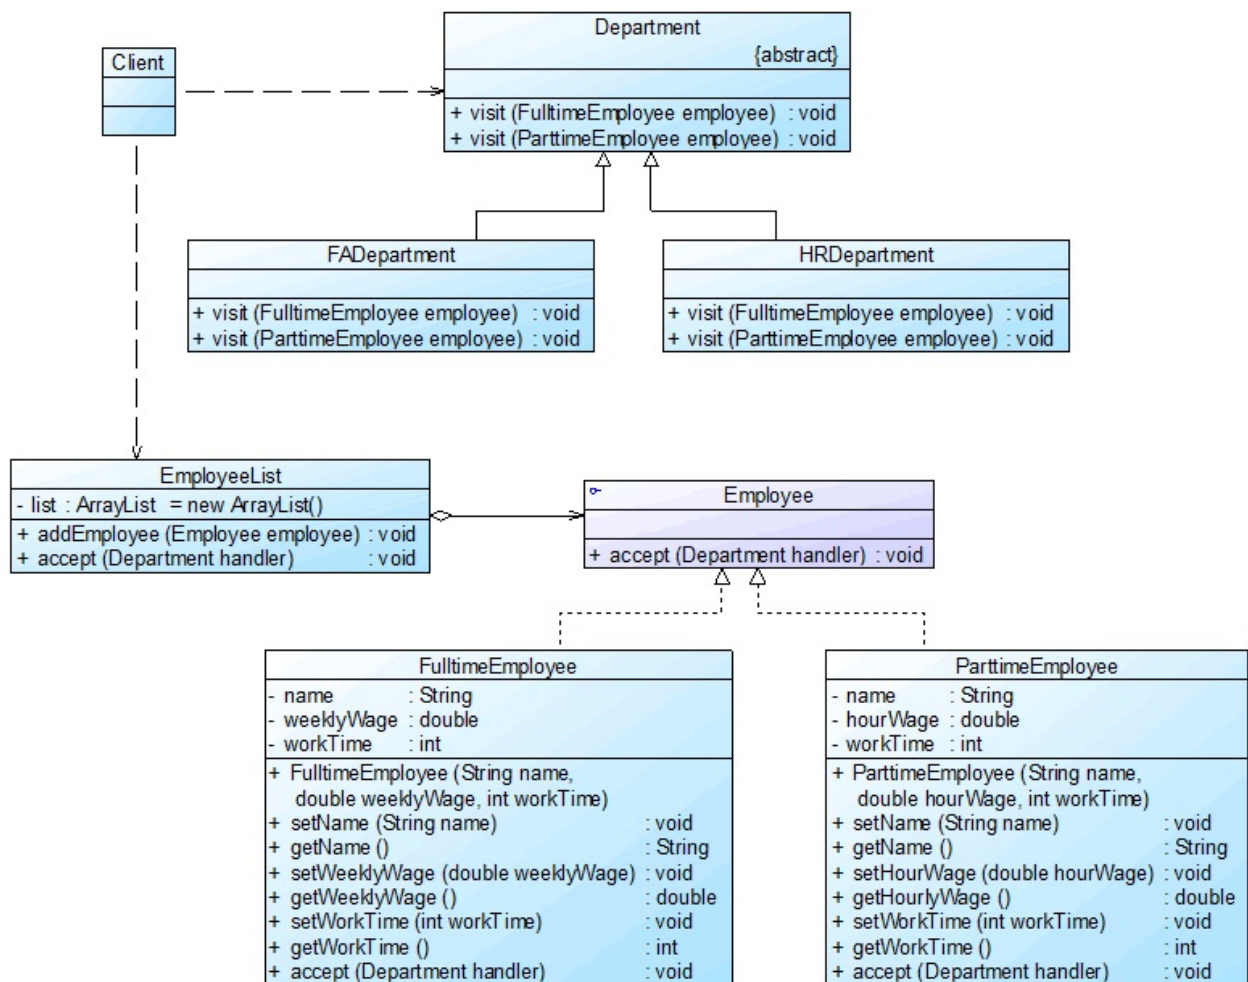 Client
Department
{abstract}
+ visit (FulltimeEmployee employee) : void
+ visit (ParttimeEmployee employee) : void
FADepartment
+ visit (FulltimeEmployee employee) : void
+ visit (ParttimeEmployee employee) : void
HRDepartment
+ visit (FulltimeEmployee employee) : void
+ visit (ParttimeEmployee employee) : void
EmployeeList
- list : ArrayList = new ArrayList()
+ addEmployee (Employee employee) : void
+ accept (Department handler) : void
Employee
+ accept (Department handler) : void
FulltimeEmployee
- name : String
- weeklyWage : double
- workTime : int
+ FulltimeEmployee (String name,
double weeklyWage, int workTime)
+ setName (String name) : void
+ getName () : String
+ setWeeklyWage (double weeklyWage) : void
+ getWeeklyWage () : double
+ setWorkTime (int workTime) : void
+ getWorkTime () : int
+ accept (Department handler) : void
ParttimeEmployee
- name : String
- hourWage : double
- workTime : int
+ ParttimeEmployee (String name,
double hourWage, int workTime)
+ setName (String name) : void
+ getName () : String
+ setHourWage (double hourWage) : void
+ getHourlyWage () : double
+ setWorkTime (int workTime) : void
+ getWorkTime () : int
+ accept (Department handler) : void